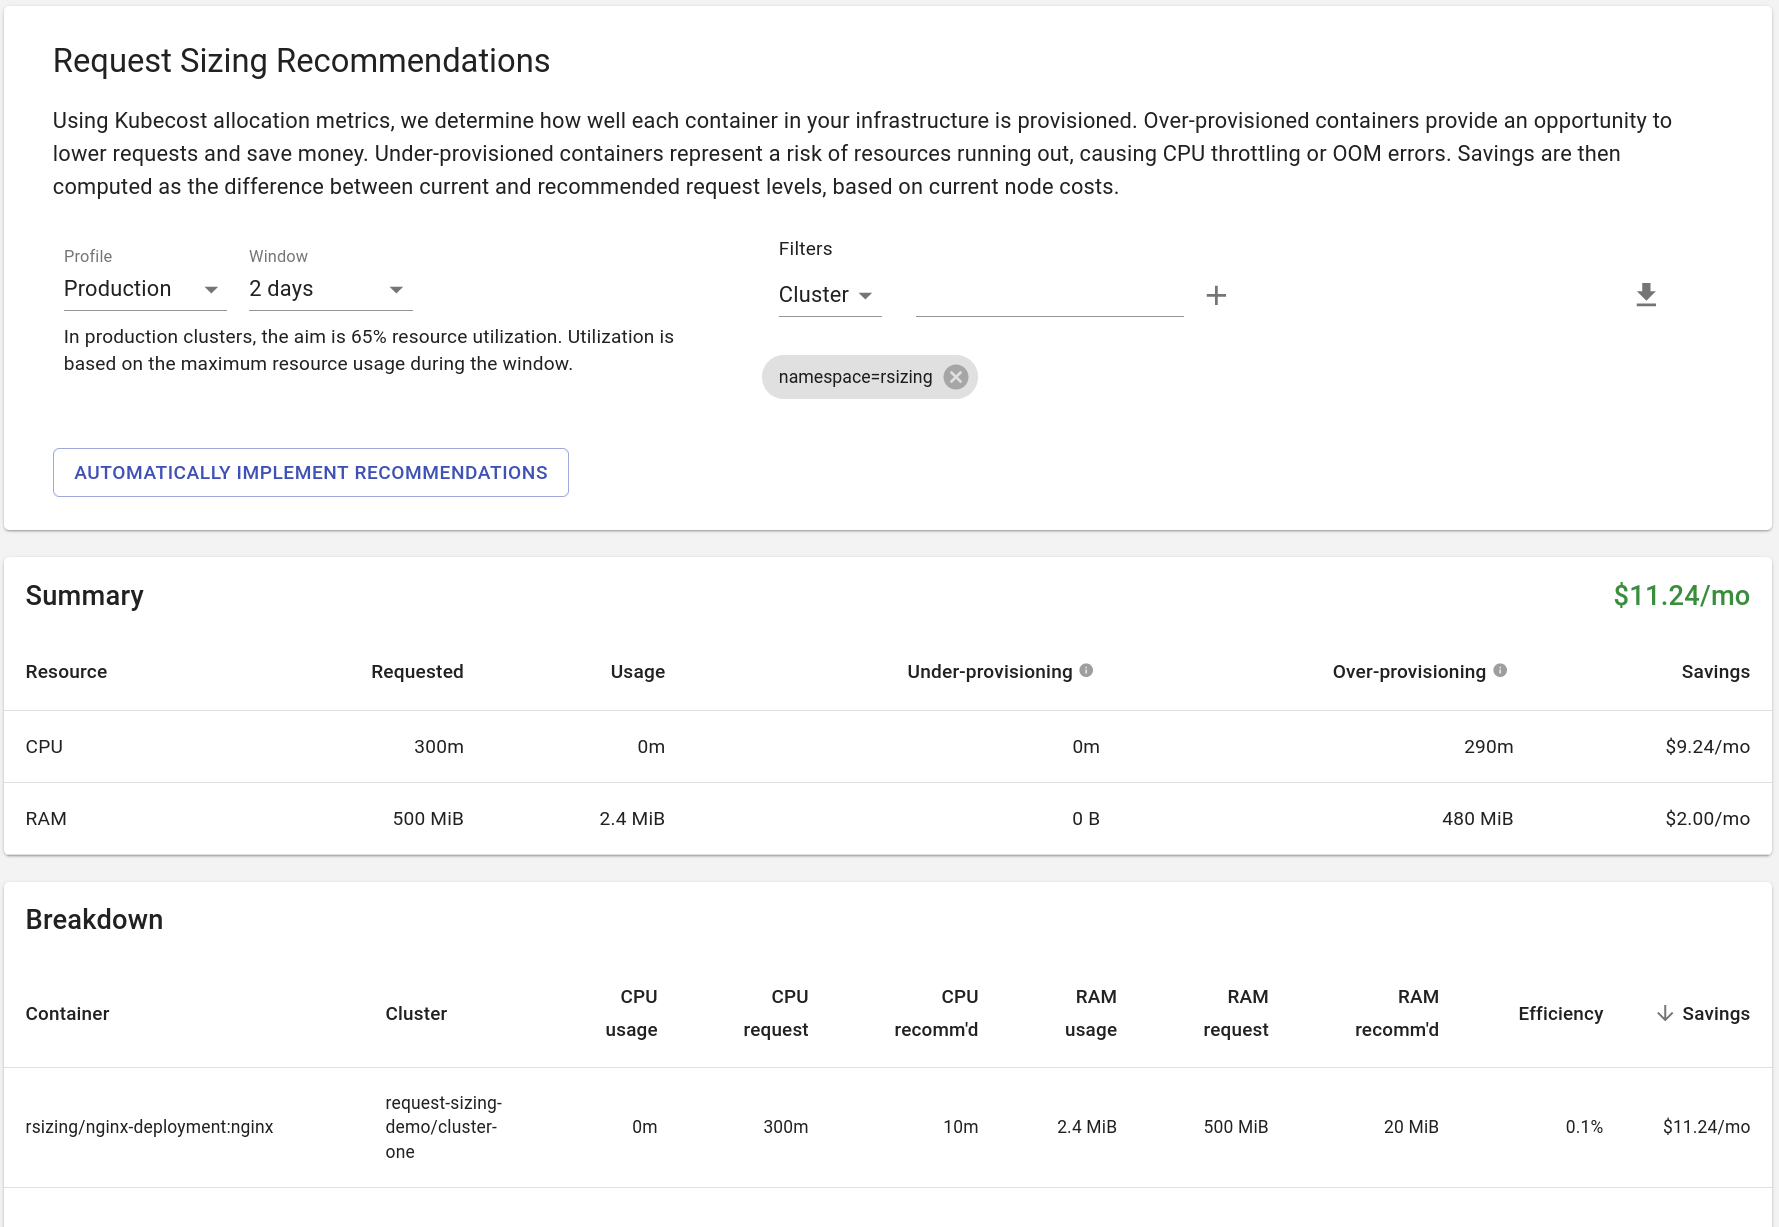 Request Sizing Recommendations
Using Kubecost allocation metrics, we determine how well each container in your infrastructure is provisioned. Over-provisioned containers provide an opportunity to
lower requests and save money. Under-provisioned containers represent a risk of resources running out, causing CPU throttling or OOM errors. Savings are then
computed as the difference between current and recommended request levels, based on current node costs.
Profile Window Filters
Production 2 days Cluster
In production clusters, the aim is 65% resource utilization. Utilization is
based on the maximum resource usage during the window.
namespace=rsizing
AUTOMATICALLY IMPLEMENT RECOMMENDATIONS
Summary $11.24/mo
Resource Requested Usage Under-provisioning Over-provisioning Savings
CPU 300m 0m 0m 290m $9.24/mo
RAM 500 MiB 2.4 MiB 0 B 480 MiB $2.00/mo
Breakdown
Container Cluster CPU usage CPU request CPU recomm'd RAM usage RAM request RAM recomm'd Efficiency Savings
rsizing/nginx-deployment:nginx request-sizing-demo/cluster-one 0m 300m 10m 2.4 MiB 500 MiB 20 MiB 0.1% $11.24/mo